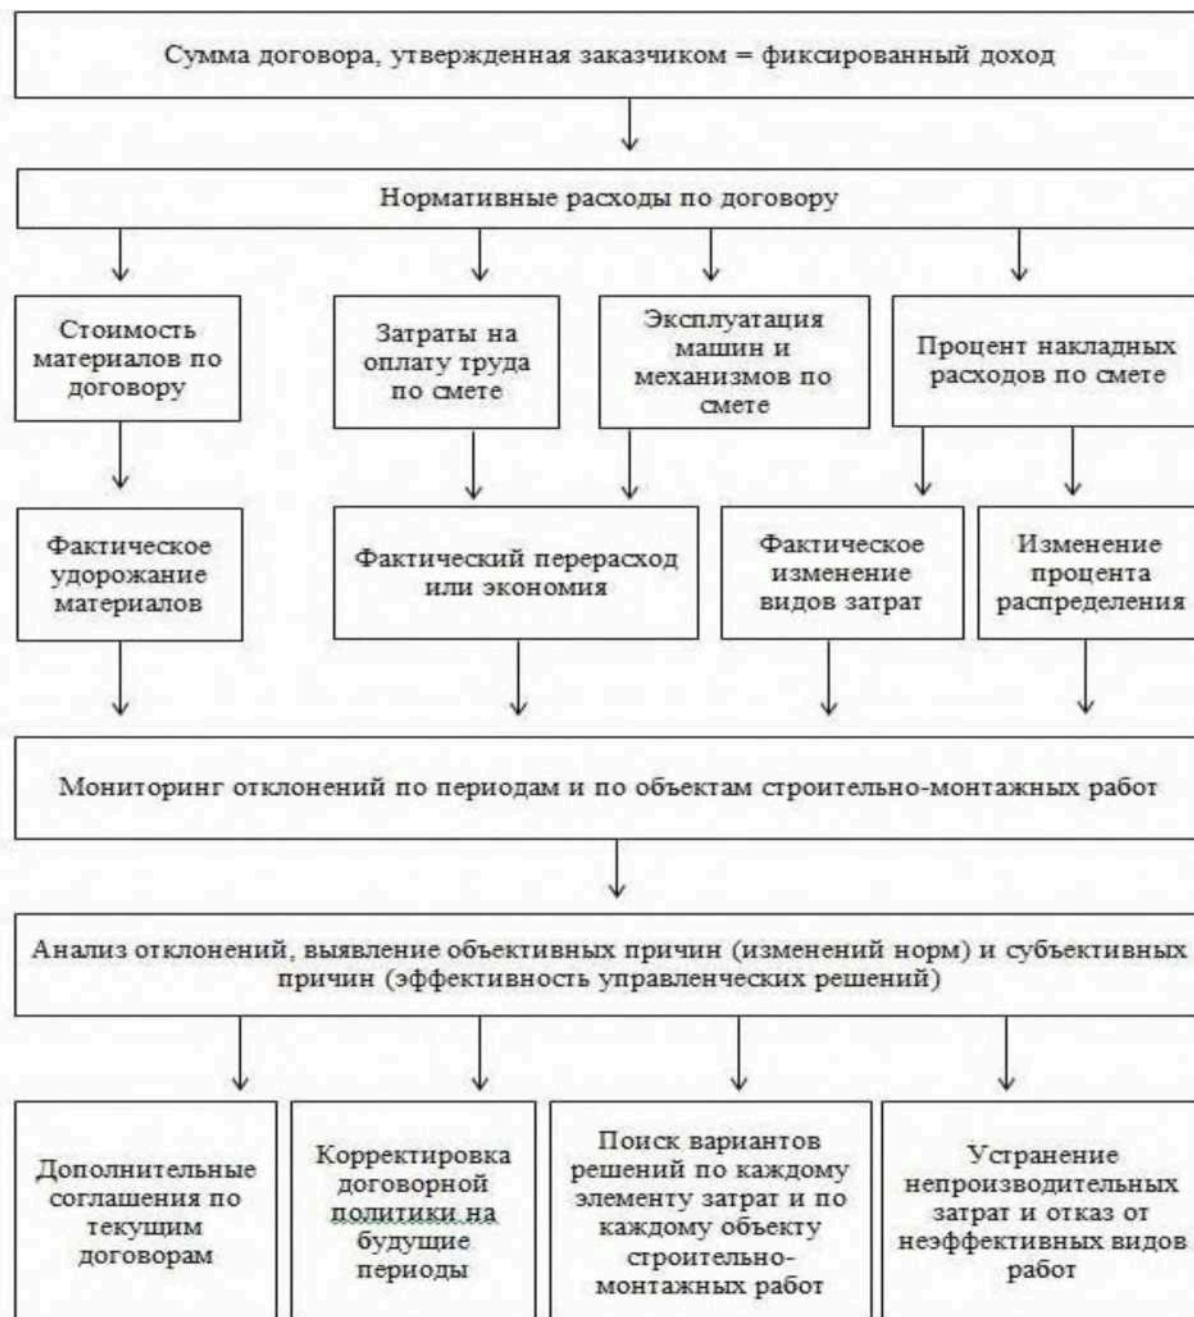 Сумма договора, утвержденная заказчиком = фиксированный доход
Нормативные расходы по договору
Стоимость
материалов по
договору
Затраты на
оплату труда
по смете
Эксплуатация
машин и
механизмов по
смете
Процент накладных
расходов по смете
Фактическое
удорожание
материалов
Фактический перерасход
или экономия
Фактическое
изменение
видов затрат
Изменение
процента
распределения
Мониторинг отклонений по периодам и по объектам строительно-монтажных работ
Анализ отклонений, выявление объективных причин (изменений норм) и субъективных
причин (эффективность управленческих решений)
Дополнительные
соглашения по
текущим
договорам
Корректировка
договорной
политики на
будущие
периоды
Поиск вариантов
решений по каждому
элементу затрат и по
каждому объекту
строительно-
монтажных работ
Устранение
непроизводительных
затрат и отказ от
неэффективных видов
работ